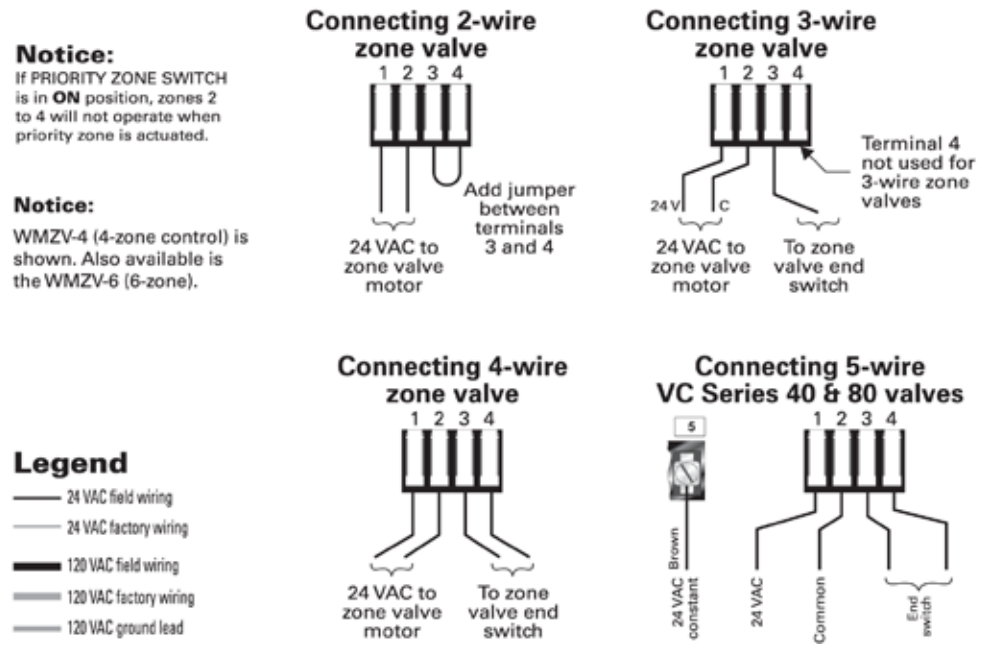 Notice:
If PRIORITY ZONE SWITCH
is in ON position, zones 2
to 4 will not operate when
priority zone is actuated.
Notice:
WMZV-4 (4-zone control) is
shown. Also available is
the WMZV-6 (6-zone).
Connecting 2-wire
zone valve
1 2 3 4
Add jumper
between
terminals
3 and 4
24 VAC to
zone valve
motor
Connecting 3-wire
zone valve
1 2 3 4
Terminal 4
not used for
3-wire zone
valves
24 V
C
24 VAC to
zone valve
motor
To zone
valve end
switch
Legend
24 VAC field wiring
24 VAC factory wiring
120 VAC field wiring
120 VAC factory wiring
120 VAC ground lead
Connecting 4-wire
zone valve
1 2 3 4
24 VAC to
zone valve
motor
To zone
valve end
switch
Connecting 5-wire
VC Series 40 & 80 valves
5
1 2 3 4
Brown
24 VAC
constant
24 VAC
Common
End
switch